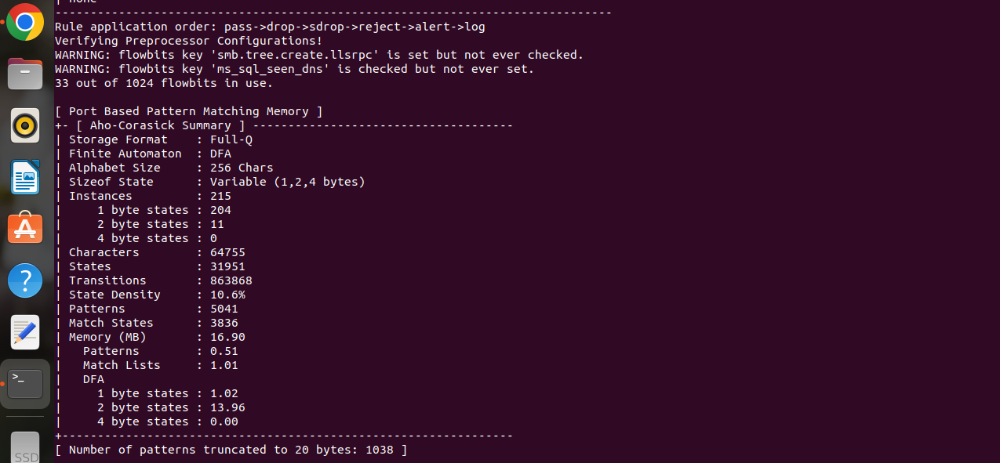 | none
-------------------------------------------------------------------------------
Rule application order: pass->drop->sdrop->reject->alert->log
Verifying Preprocessor Configurations!
WARNING: flowbits key 'smb.tree.create.llsrpc' is set but not ever checked.
WARNING: flowbits key 'ms_sql_seen_dns' is checked but not ever set.
33 out of 1024 flowbits in use.

[ Port Based Pattern Matching Memory ]
+- [ Aho-Corasick Summary ] -------------------------------------
| Storage Format    : Full-Q
| Finite Automaton  : DFA
| Alphabet Size     : 256 Chars
| Sizeof State      : Variable (1,2,4 bytes)
| Instances         : 215
|     1 byte states : 204
|     2 byte states : 11
|     4 byte states : 0
| Characters        : 64755
| States            : 31951
| Transitions       : 863868
| State Density     : 10.6%
| Patterns          : 5041
| Match States      : 3836
| Memory (MB)       : 16.90
|   Patterns        : 0.51
|   Match Lists     : 1.01
|   DFA
|     1 byte states : 1.02
|     2 byte states : 13.96
|     4 byte states : 0.00
+----------------------------------------------------------------
[ Number of patterns truncated to 20 bytes: 1038 ]
SSD